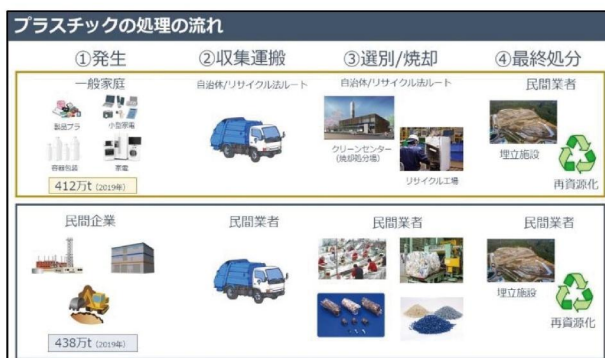 プラスチックの処理の流れ
①発生
②収集運搬
③選別/焼却
④最終処分
一般家庭
製品プラ
小型家電
容器包装
家電
412万t (2019年)
自治体/リサイクル法ルート
自治体/リサイクル法ルート
クリーンセンター
(焼却処分場)
リサイクル工場
民間業者
埋立施設
再資源化
民間企業
438万t (2019年)
民間業者
民間業者
民間業者
埋立施設
再資源化